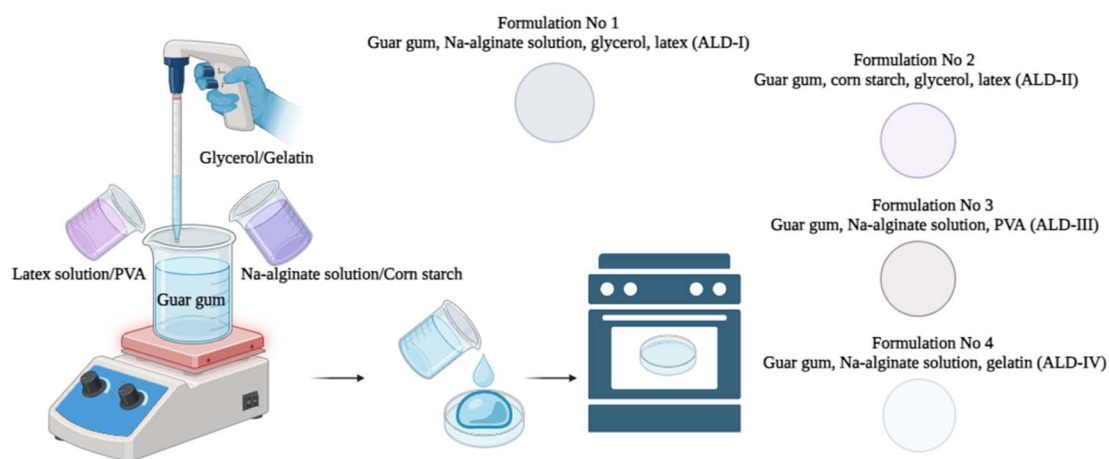 Formulation No 1
Guar gum, Na-alginate solution, glycerol, latex (ALD-I)
Formulation No 2
Guar gum, corn starch, glycerol, latex (ALD-II)
Glycerol/Gelatin
Formulation No 3
Guar gum, Na-alginate solution, PVA (ALD-III)
Latex solution/PVA
Na-alginate solution/Corn starch
Guar gum
Formulation No 4
Guar gum, Na-alginate solution, gelatin (ALD-IV)